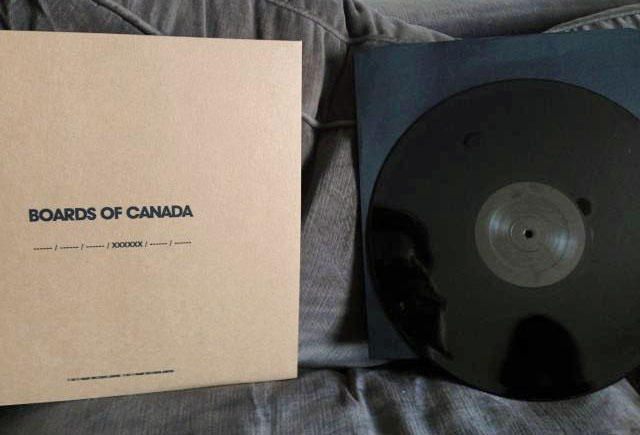 BOARDS OF CANADA
------ / ------ / ------ / XXXXXX / ------ / ------